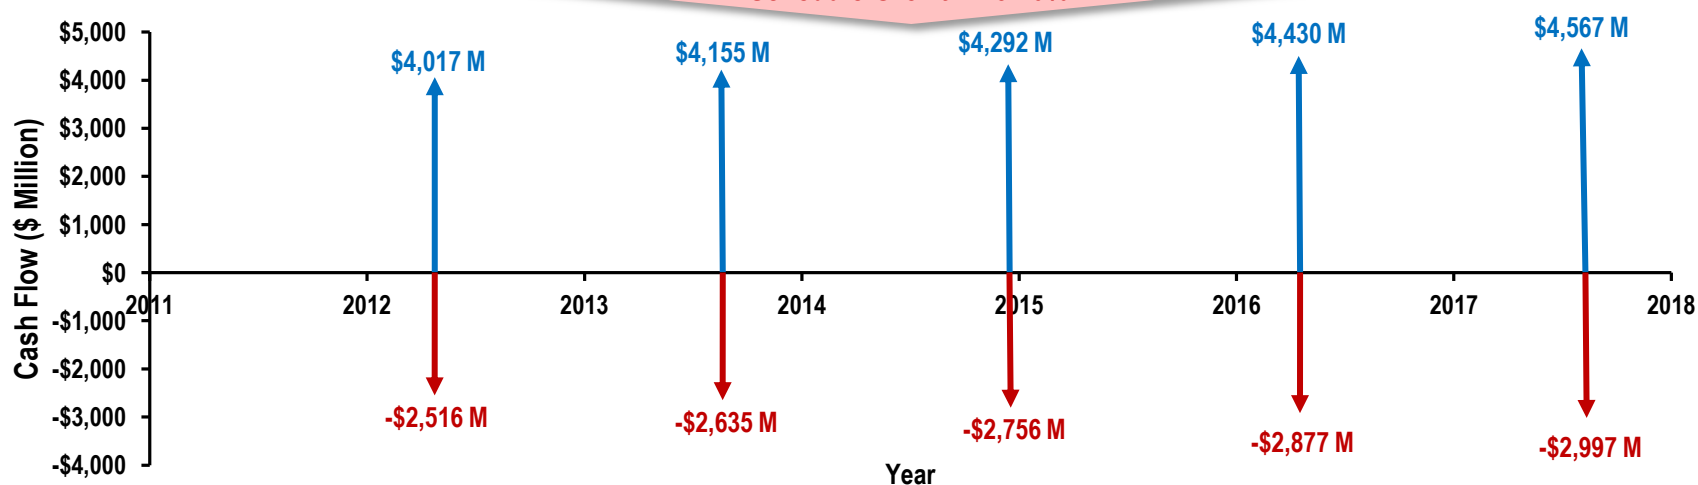 $5,000
$4,000
$3,000
$2,000
$1,000
$0
-$1,000
-$2,000
-$3,000
-$4,000
Cash Flow ($ Million)
$4,017 M
$4,155 M
$4,292 M
$4,430 M
$4,567 M
2011 2012 2013 2014 2015 2016 2017 2018
-$2,516 M
-$2,635 M
-$2,756 M
-$2,877 M
-$2,997 M
Year